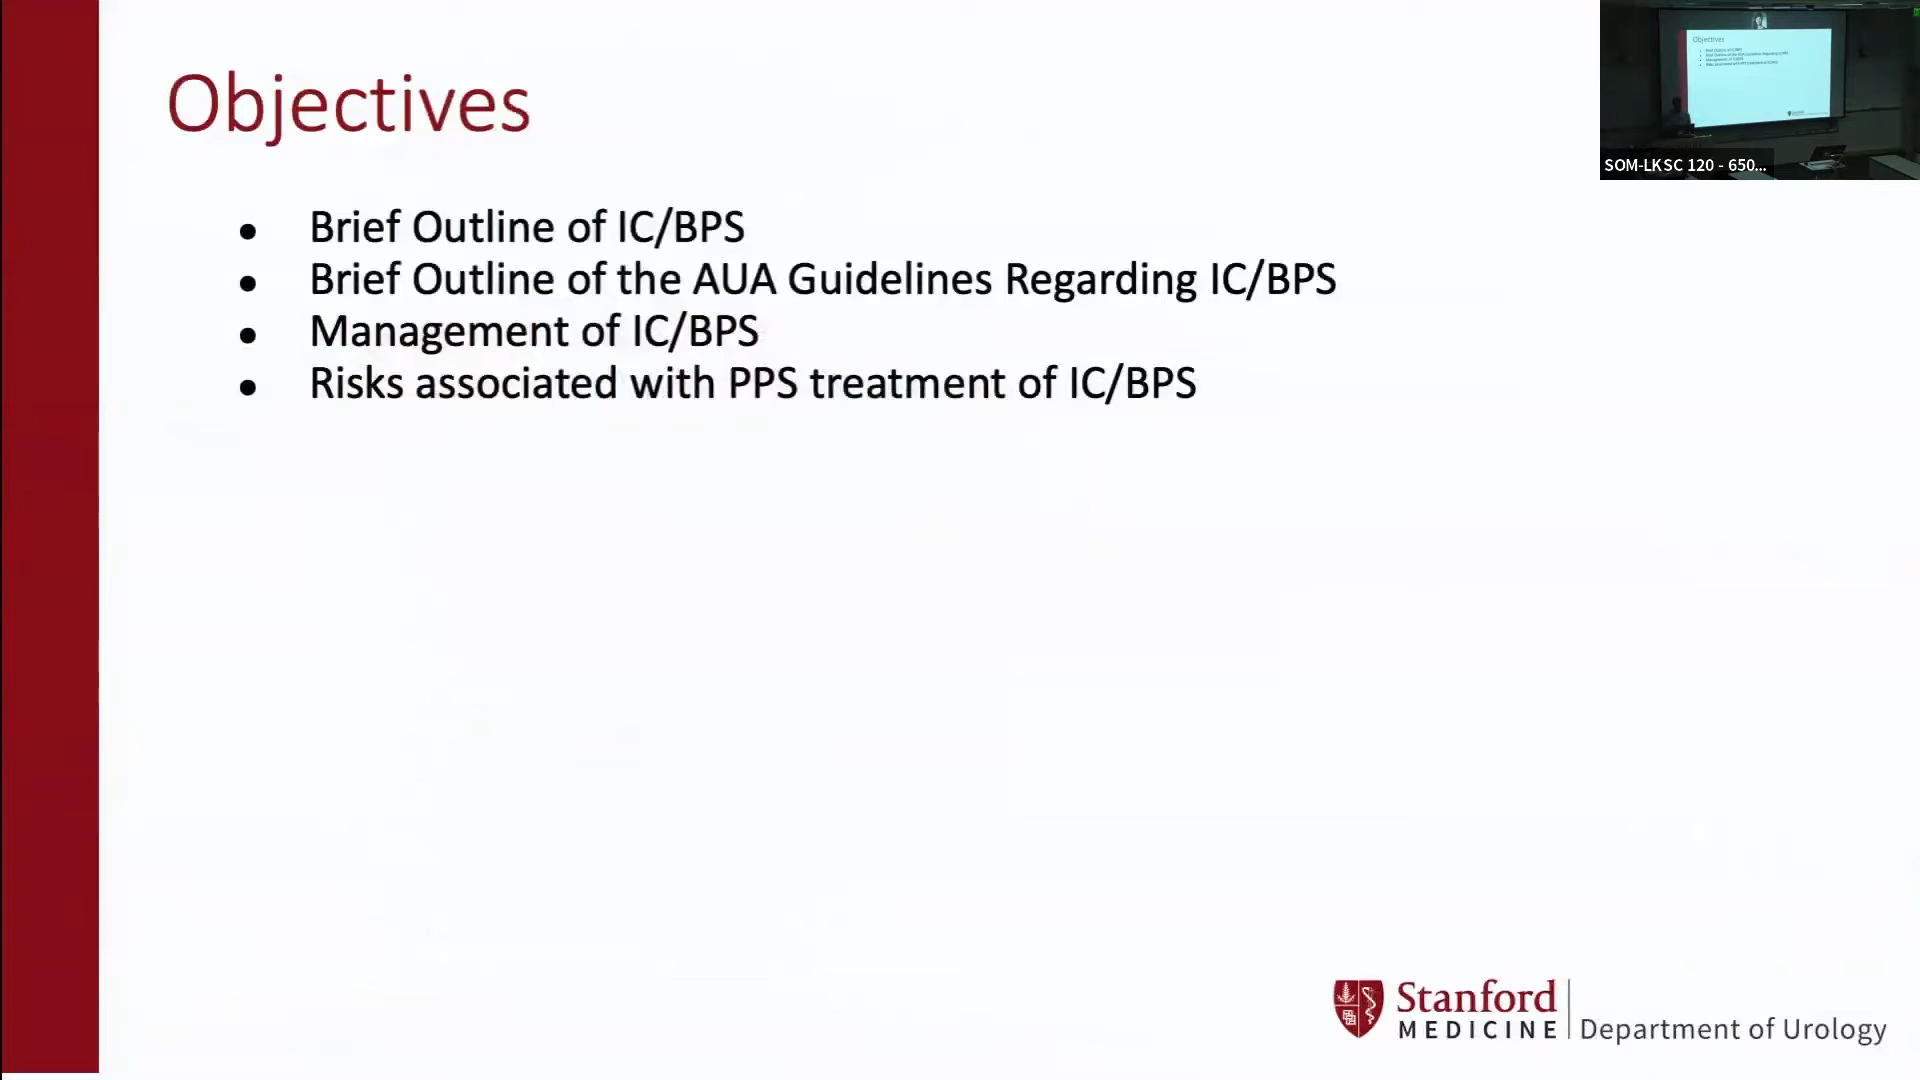 Objectives
• Brief Outline of IC/BPS
• Brief Outline of the AUA Guidelines Regarding IC/BPS
• Management of IC/BPS
• Risks associated with PPS treatment of IC/BPS
SOM-LKSC 120 - 650...
Stanford
MEDICINE
Department of Urology